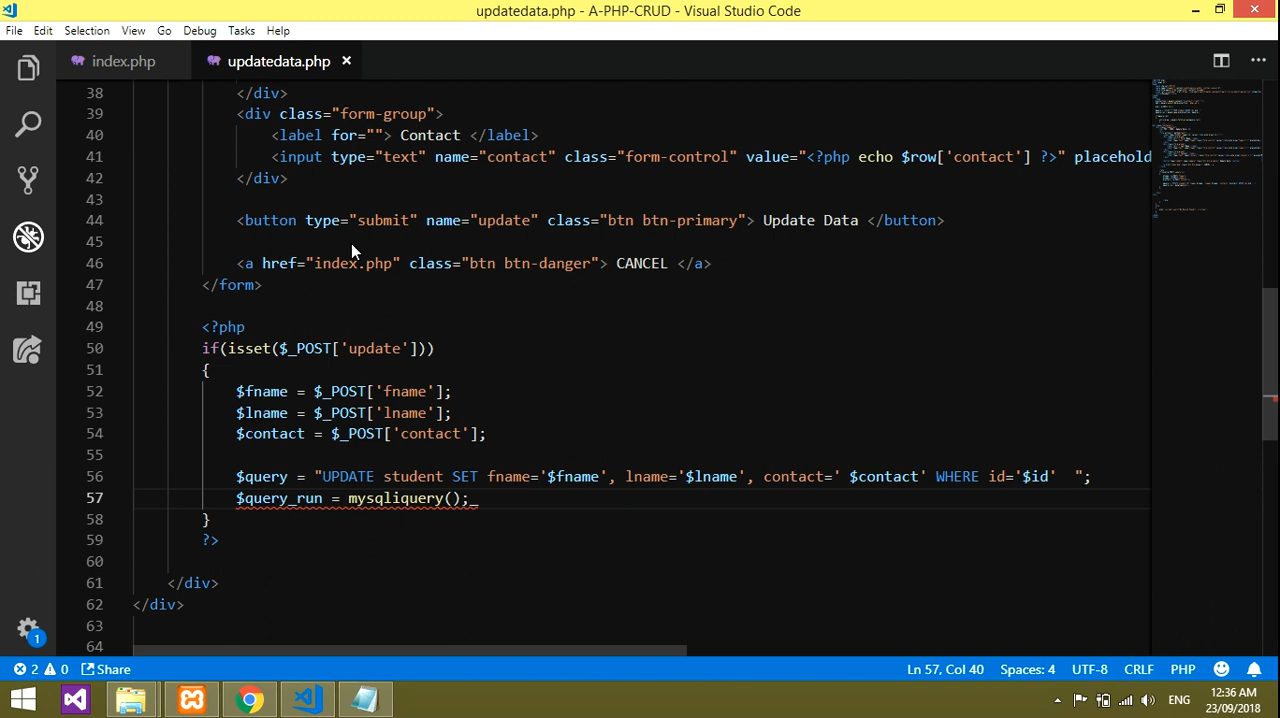 updatedata.php - A-PHP-CRUD - Visual Studio Code
File Edit Selection View Go Debug Tasks Help
index.php updatedata.php ×
38 </div>
39 <div class="form-group">
40 <label for=""> Contact </label>
41 <input type="text" name="contact" class="form-control" value="<?php echo $row['contact'] ?>" placehold
42 </div>
43
44 <button type="submit" name="update" class="btn btn-primary"> Update Data </button>
45
46 <a href="index.php" class="btn btn-danger"> CANCEL </a>
47 </form>
48
49 <?php
50 if(isset($_POST['update']))
51 {
52 $fname = $_POST['fname'];
53 $lname = $_POST['lname'];
54 $contact = $_POST['contact'];
55
56 $query = "UPDATE student SET fname='$fname', lname='$lname', contact=' $contact' WHERE id='$id'  ";
57 $query_run = mysqliquery();_
58 }
59 ?>
60
61 </div>
62 </div>
63
64
1
2 0 Share Ln 57, Col 40 Spaces: 4 UTF-8 CRLF PHP
ENG 12:36 AM
23/09/2018